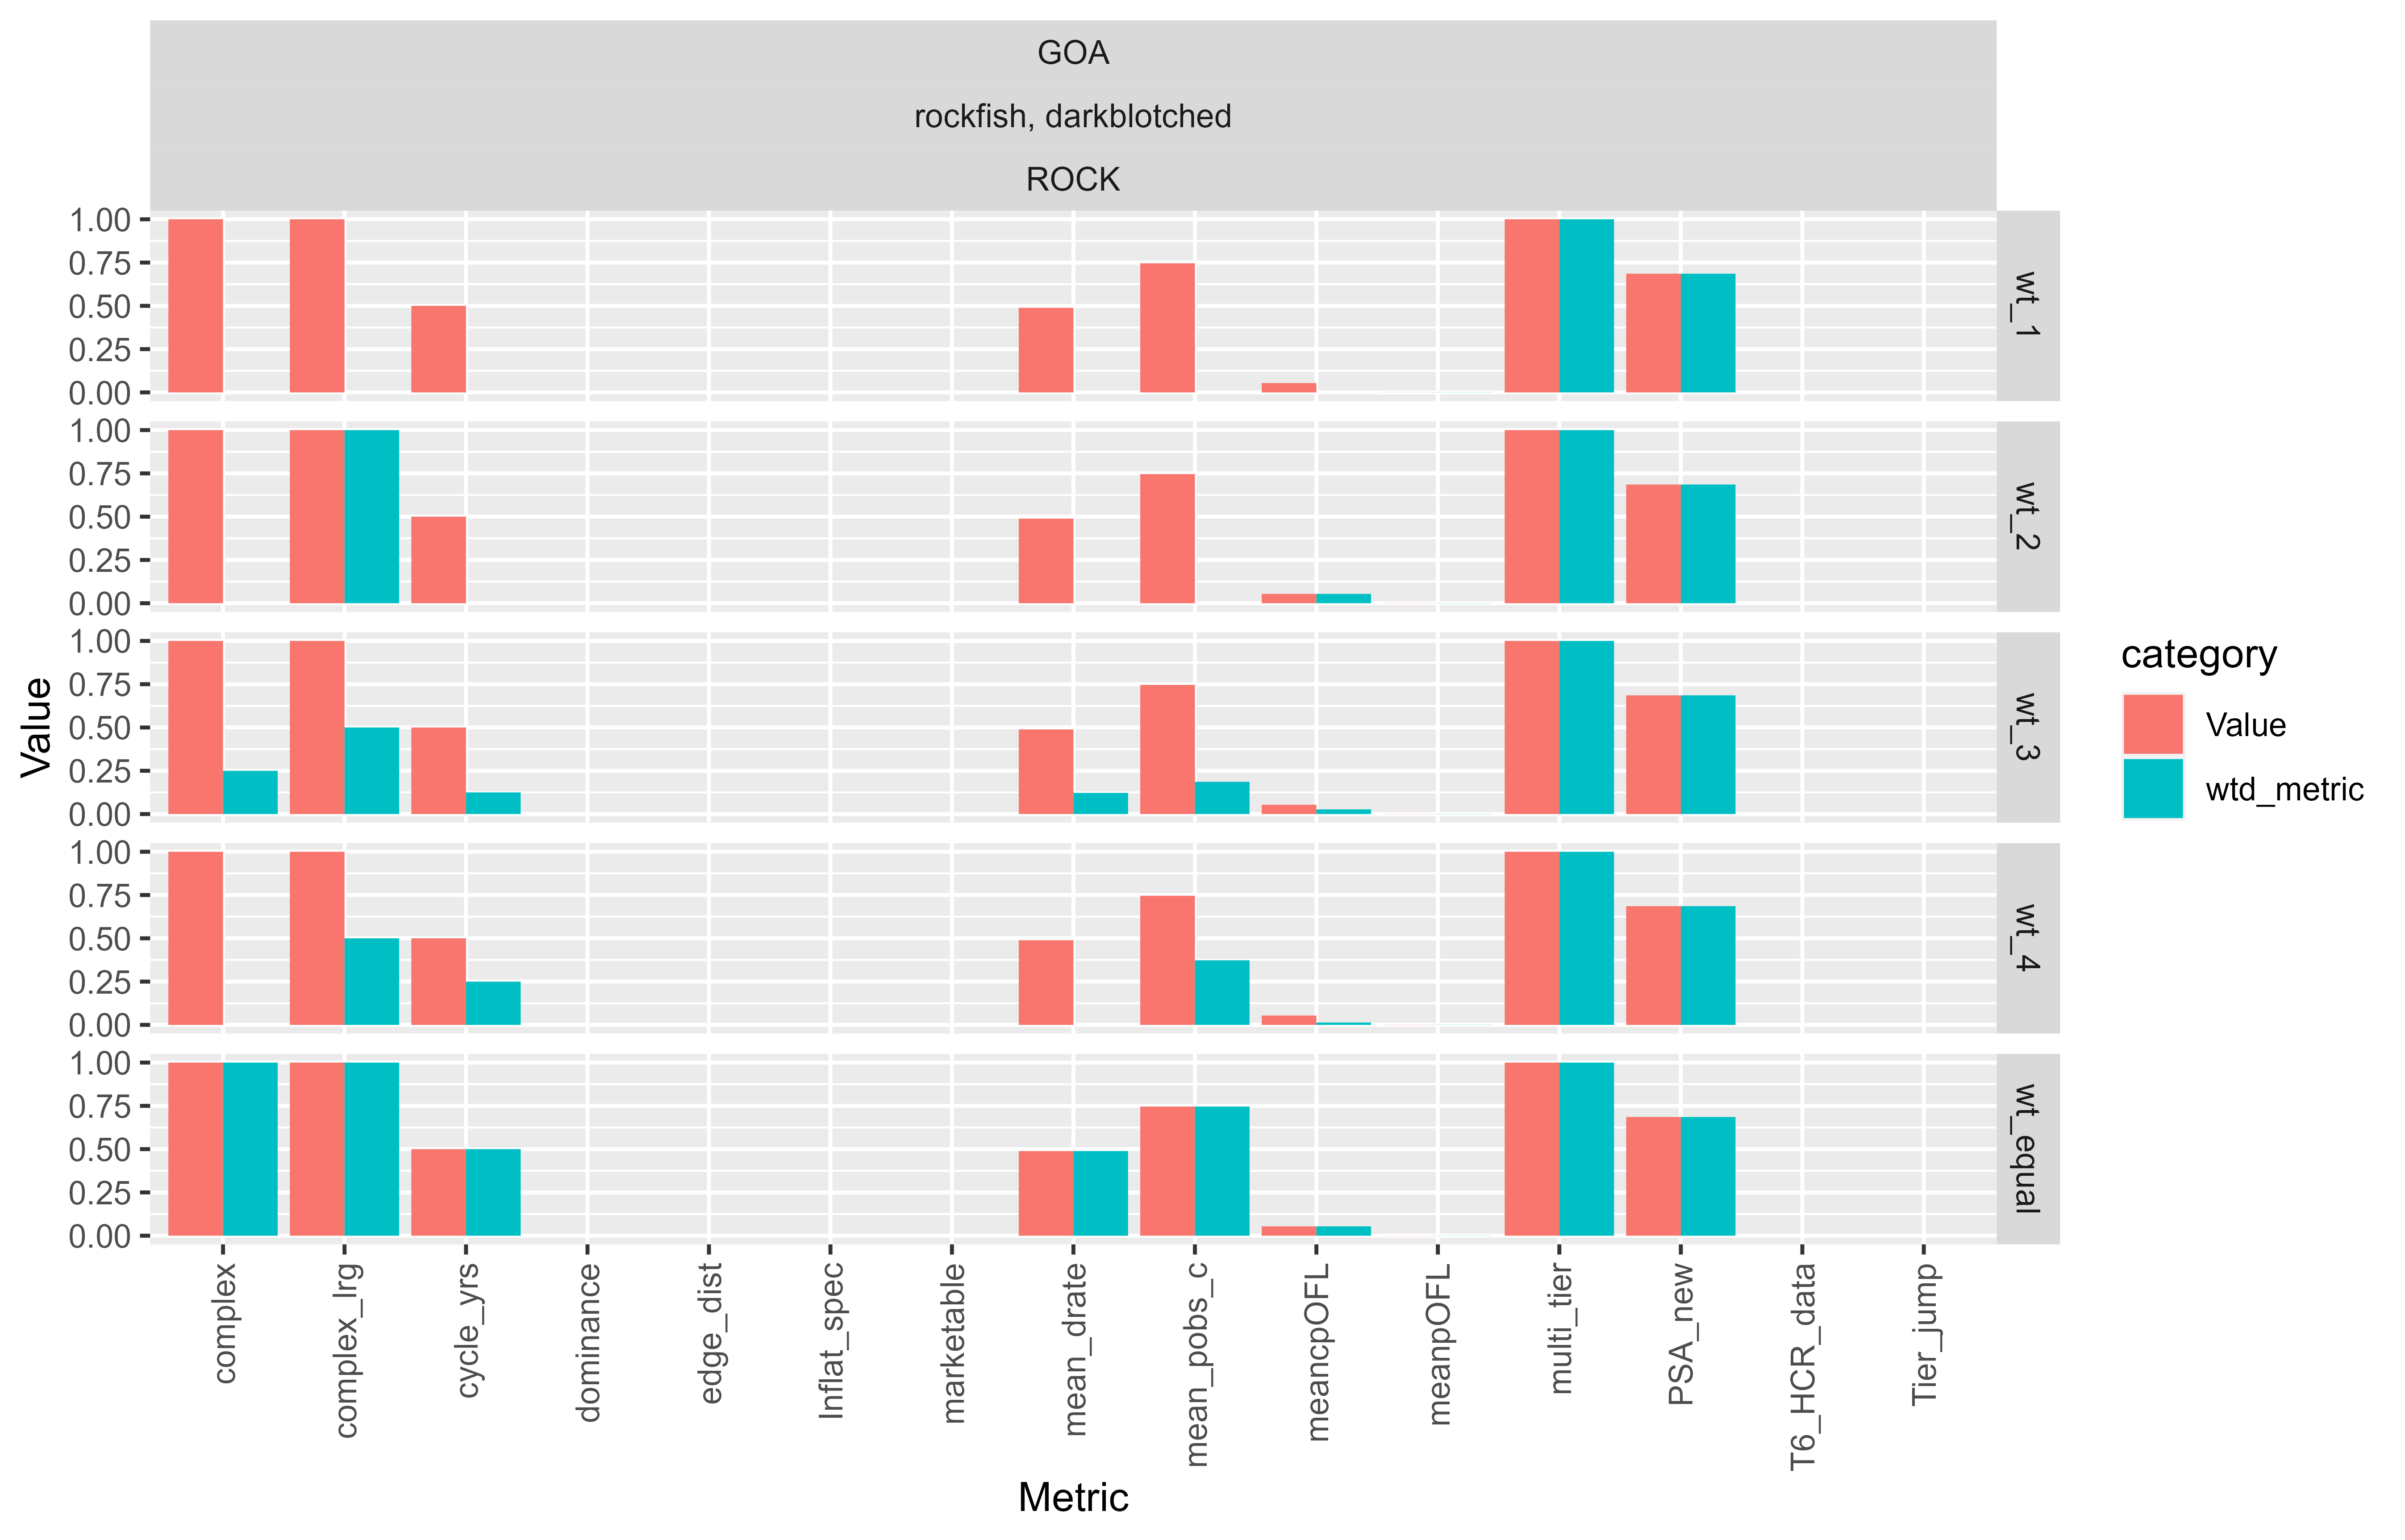 GOA
rockfish, darkblotched
ROCK
1.00
0.75
0.50
0.25
0.00
wt_1
1.00
0.75
0.50
0.25
0.00
wt_2
1.00
0.75
0.50
0.25
0.00
wt_3
1.00
0.75
0.50
0.25
0.00
wt_4
1.00
0.75
0.50
0.25
0.00
wt_equal
Value
complex
complex_lrg
cycle_yrs
dominance
edge_dist
Inflat_spec
marketable
mean_drate
mean_pobs_c
meancpOFL
meanpOFL
multi_tier
PSA_new
T6_HCR_data
Tier_jump
Metric
category
Value
wtd_metric